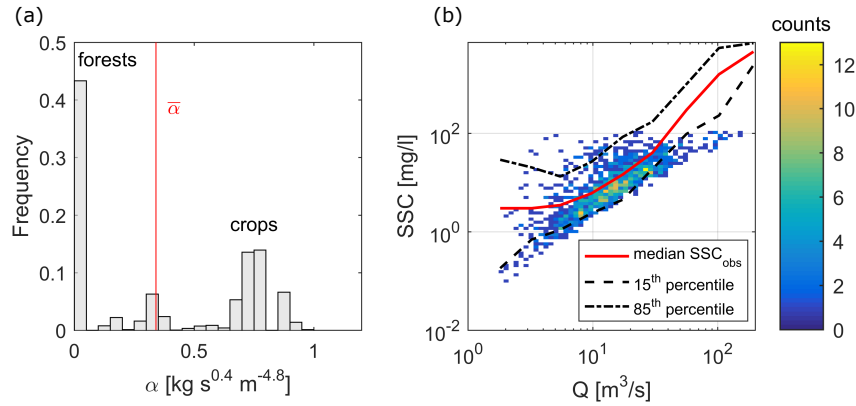 (a)
0.5
0.4
0.3
0.2
0.1
0
Frequency
forests
α̅
crops
0 0.5 1
α [kg s^0.4 m^-4.8]
(b)
10^2
10^0
10^-2
SSC [mg/l]
median SSC_obs
15^th percentile
85^th percentile
10^0 10^1 10^2
Q [m^3/s]
counts
12
10
8
6
4
2
0